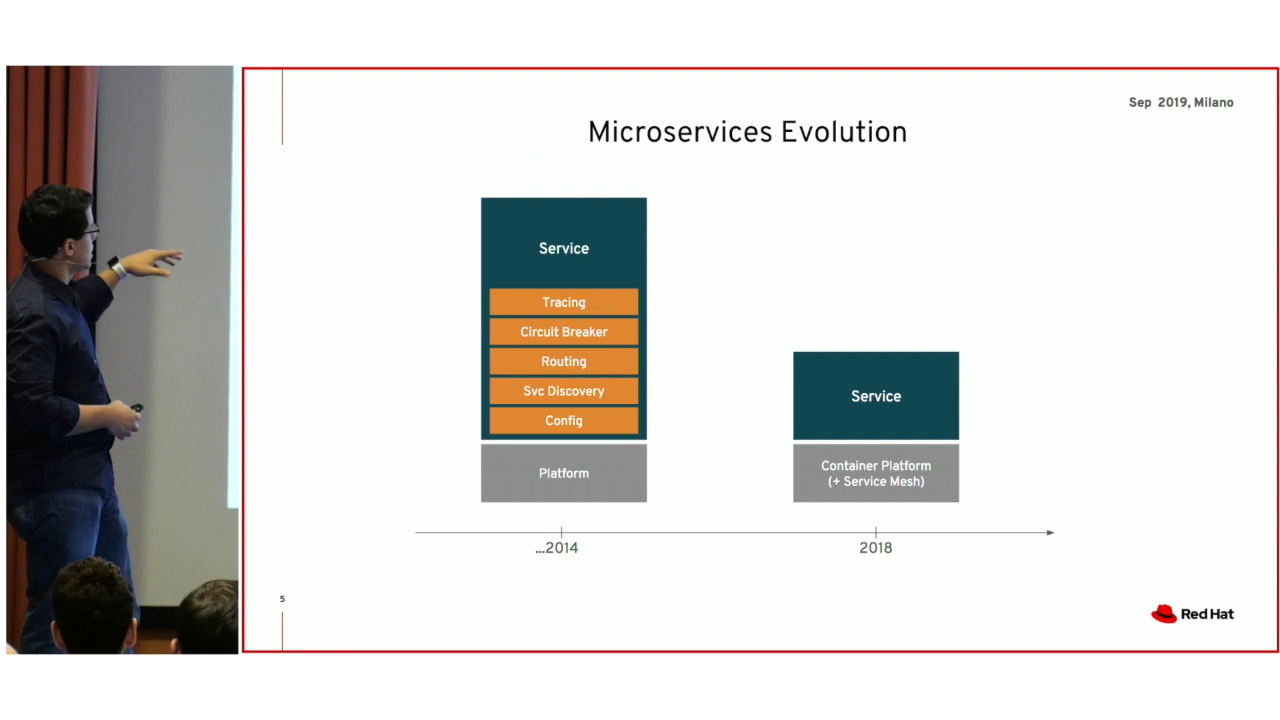 Sep 2019, Milano
Microservices Evolution
Service
Tracing
Circuit Breaker
Routing
Svc Discovery
Config
Platform
Service
Container Platform
(+ Service Mesh)
...2014
2018
5
Red Hat